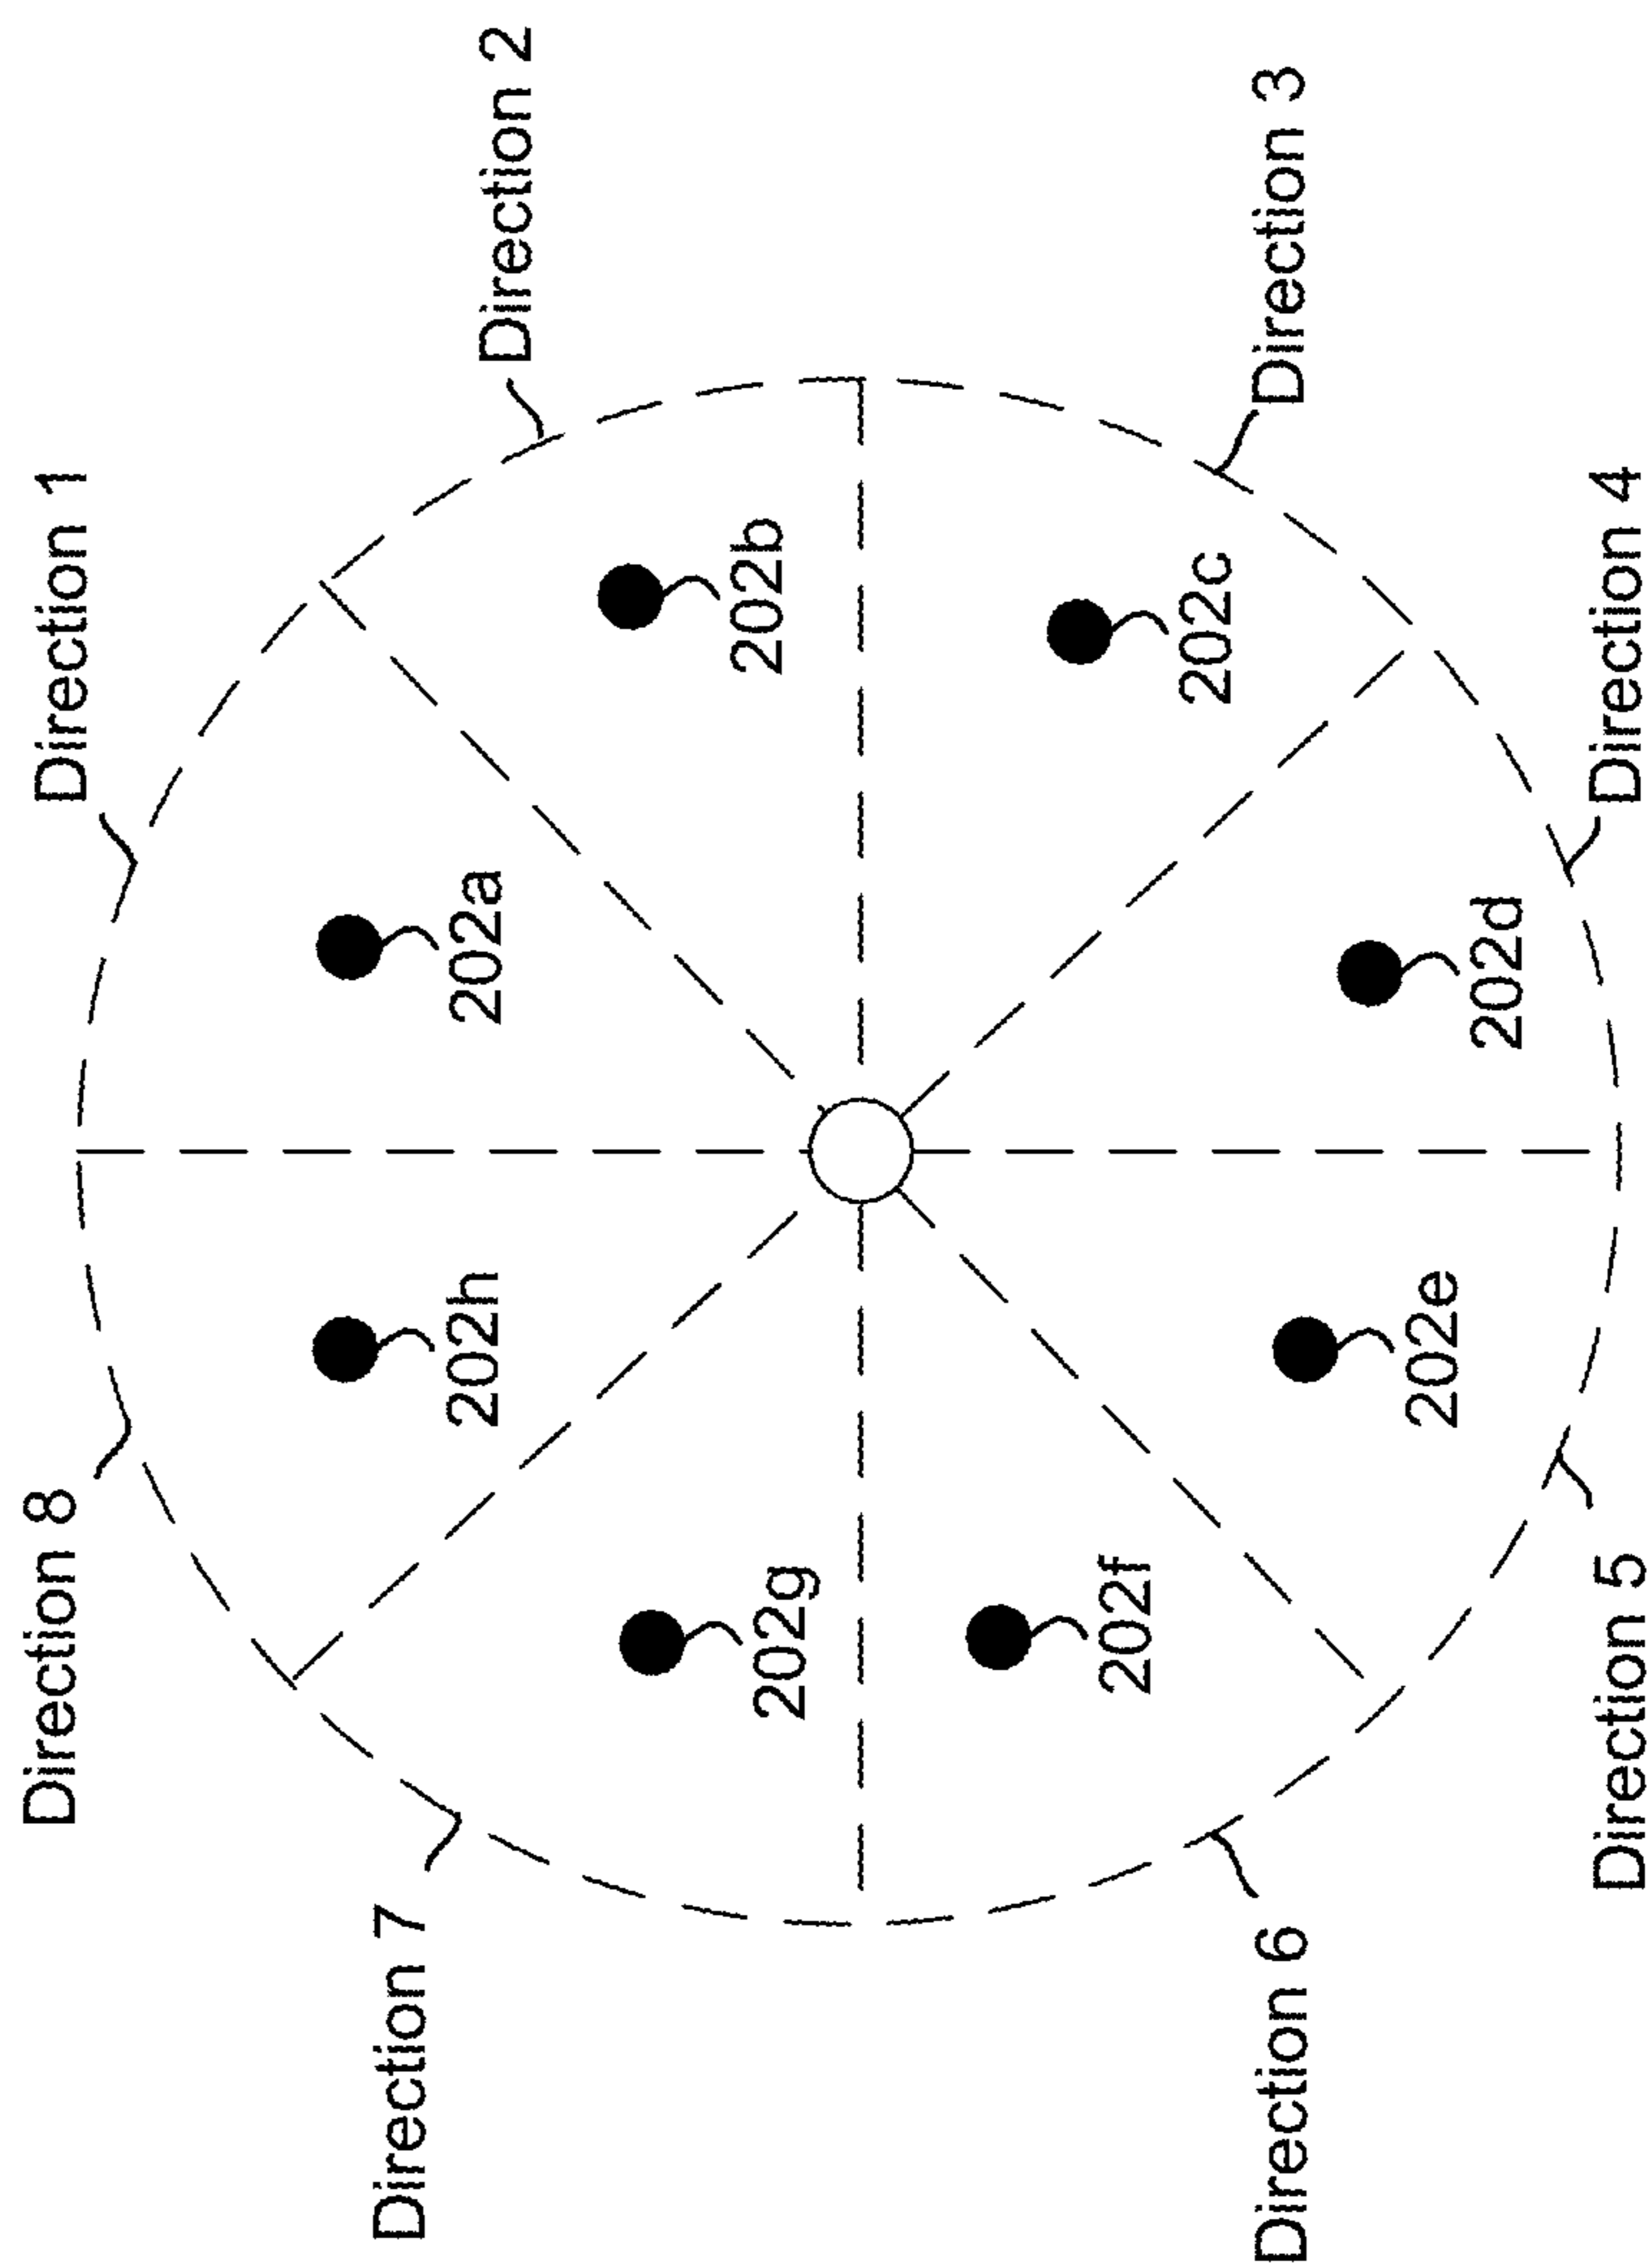 Direction 1
Direction 2
Direction 3
Direction 4
Direction 5
Direction 6
Direction 7
Direction 8
202a
202b
202c
202d
202e
202f
202g
202h